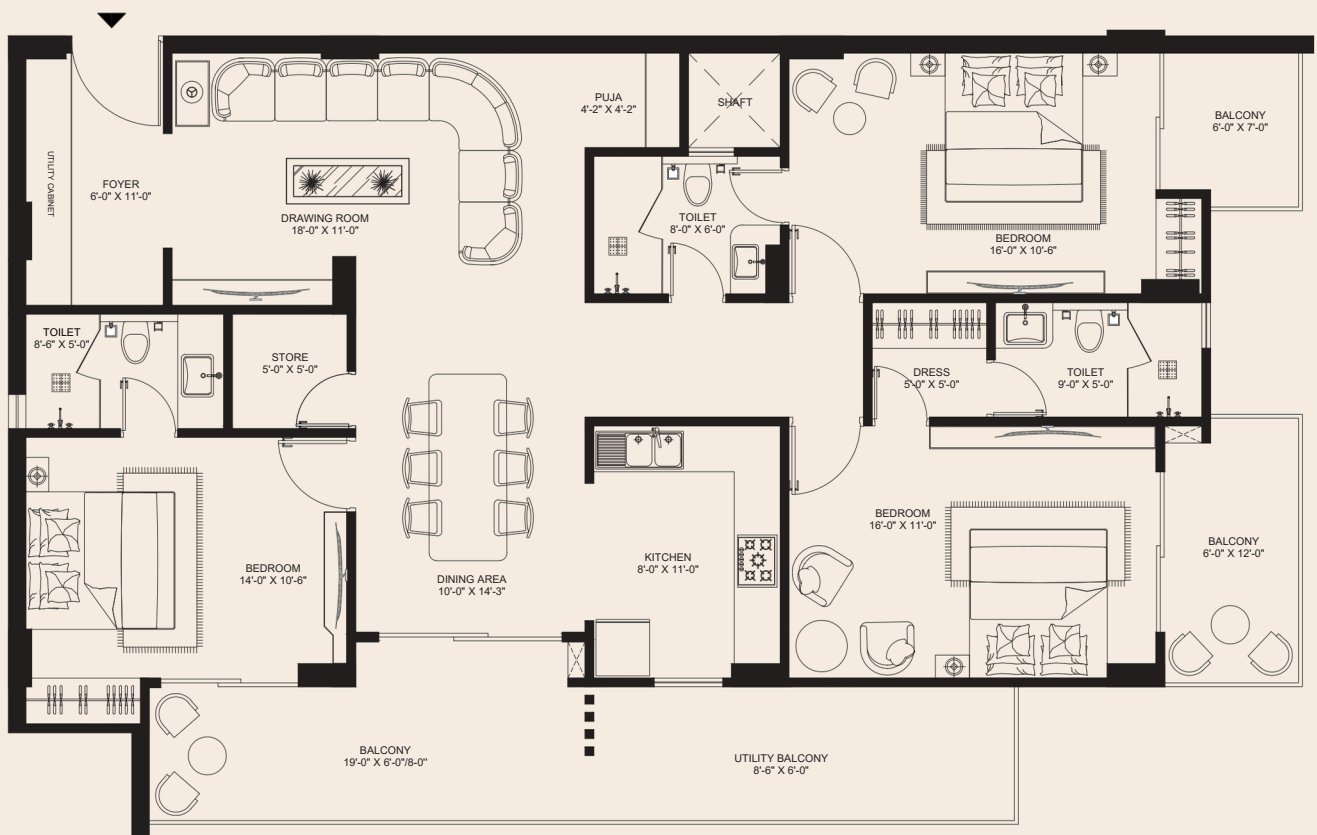 PUJA
4'-2" X 4'-2"
SHAFT
BALCONY
6'-0" X 7'-0"
UTILITY CABINET
FOYER
6'-0" X 11'-0"
DRAWING ROOM
18'-0" X 11'-0"
TOILET
8'-0" X 6'-0"
BEDROOM
16'-0" X 10'-6"
TOILET
8'-6" X 5'-0"
STORE
5'-0" X 5'-0"
DRESS
5'-0" X 5'-0"
TOILET
9'-0" X 5'-0"
BEDROOM
14'-0" X 10'-6"
DINING AREA
10'-0" X 14'-3"
KITCHEN
8'-0" X 11'-0"
BEDROOM
16'-0" X 11'-0"
BALCONY
6'-0" X 12'-0"
BALCONY
19'-0" X 6'-0"/8-0"
UTILITY BALCONY
8'-6" X 6'-0"